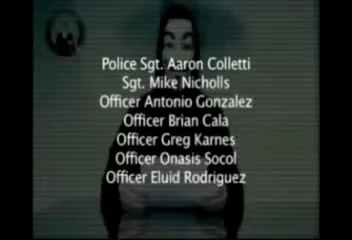 Police Sgt. Aaron Colletti
Sgt. Mike Nicholls
Officer Antonio Gonzalez
Officer Brian Cala
Officer Greg Karnes
Officer Onasis Socol
Officer Eluid Rodriguez